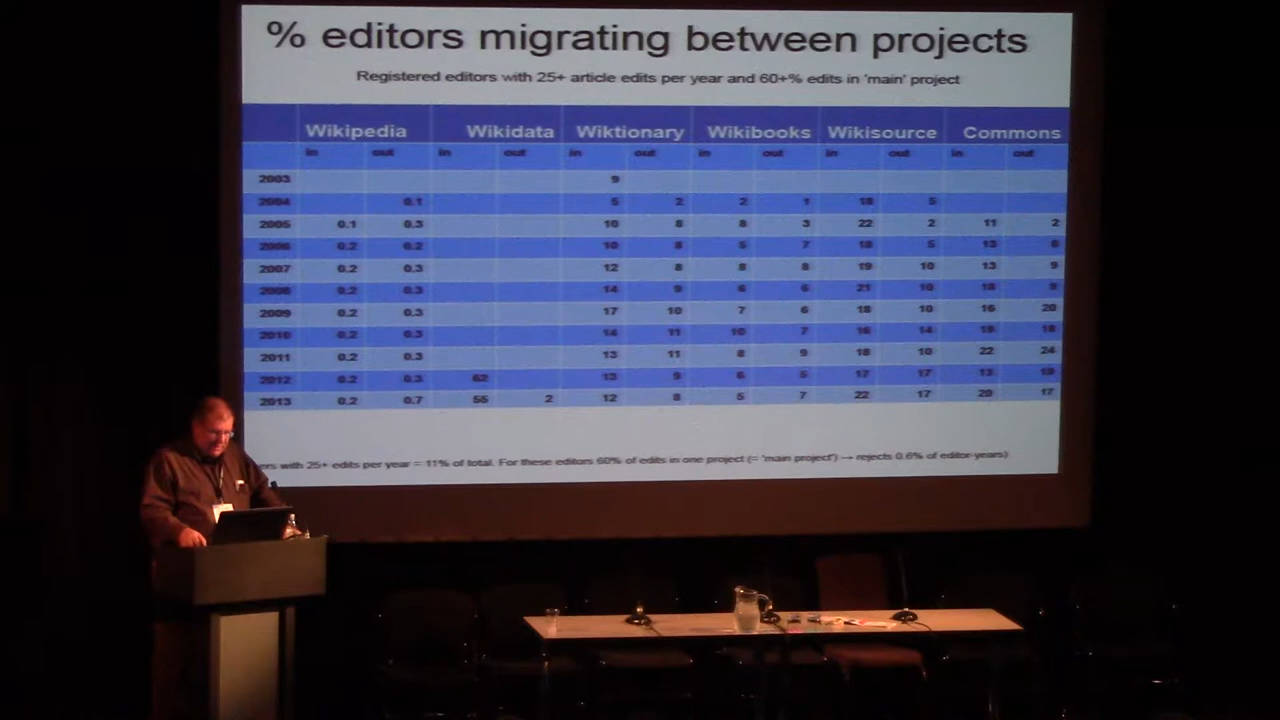 % editors migrating between projects
Registered editors with 25+ article edits per year and 60+% edits in 'main' project
Wikipedia Wikidata Wiktionary Wikibooks Wikisource Commons
in out in out in out in out in out in out
2003 9
2004 0.1 5 2 2 1 18 5
2005 0.1 0.3 10 8 8 3 22 2 11 2
2006 0.2 0.2 10 8 5 7 18 5 13 8
2007 0.2 0.3 12 8 8 8 19 10 13 9
2008 0.2 0.3 14 9 6 6 21 10 18 9
2009 0.2 0.3 17 10 7 6 18 10 16 20
2010 0.2 0.3 14 11 10 7 16 14 19 18
2011 0.2 0.3 13 11 8 9 18 10 22 24
2012 0.2 0.3 62 13 9 6 5 17 17 13 19
2013 0.2 0.7 55 2 12 8 5 7 22 17 20 17
ers with 25+ edits per year = 11% of total. For these editors 60% of edits in one project (= 'main project') → rejects 0.6% of editor-years)